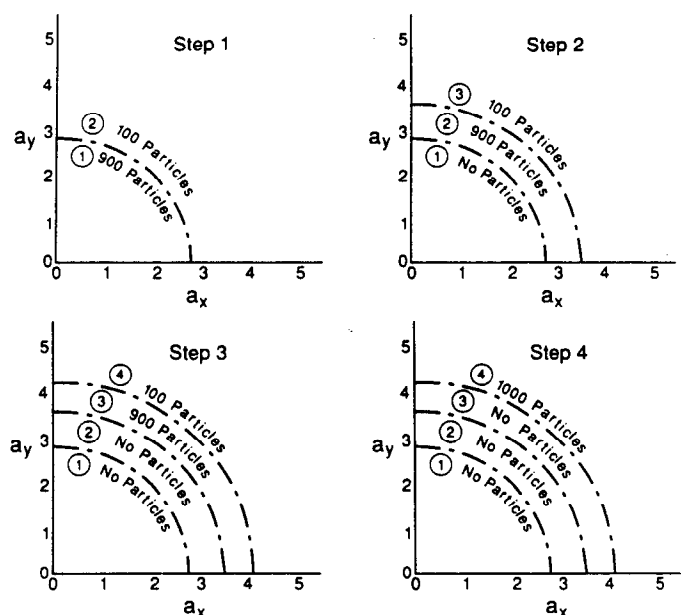 Step 1
5
4
3
2
1
0
a_y
② 100 Particles
① 900 Particles
0 1 2 3 4 5
a_x
Step 2
5
4
3
2
1
0
a_y
③ 100 Particles
② 900 Particles
① No Particles
0 1 2 3 4 5
a_x
Step 3
5
4
3
2
1
0
a_y
④ 100 Particles
③ 900 Particles
② No Particles
① No Particles
0 1 2 3 4 5
a_x
Step 4
5
4
3
2
1
0
a_y
④ 1000 Particles
③ No Particles
② No Particles
① No Particles
0 1 2 3 4 5
a_x